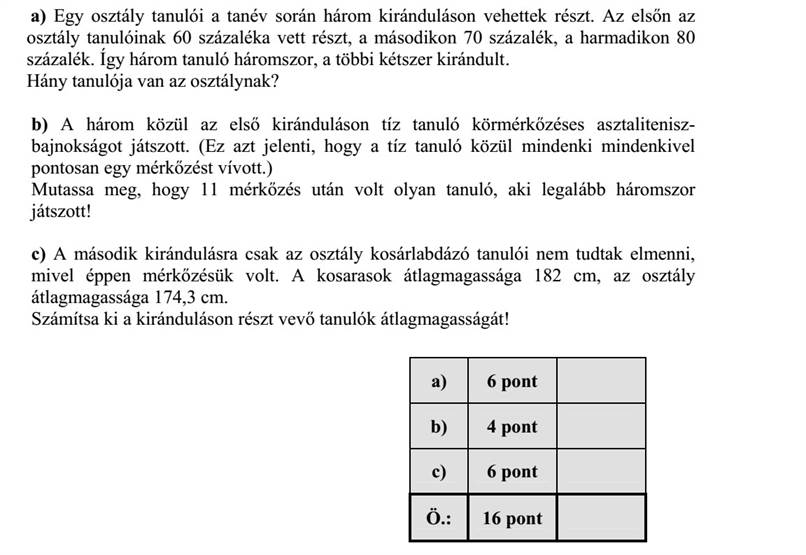 a) Egy osztály tanulói a tanév során három kiránduláson vehettek részt. Az elsőn az
osztály tanulóinak 60 százaléka vett részt, a másodikon 70 százalék, a harmadikon 80
százalék. Így három tanuló háromszor, a többi kétszer kirándult.
Hány tanulója van az osztálynak?
b) A három közül az első kiránduláson tíz tanuló körmérkőzéses asztalitenisz-
bajnokságot játszott. (Ez azt jelenti, hogy a tíz tanuló közül mindenki mindenkivel
pontosan egy mérkőzést vívott.)
Mutassa meg, hogy 11 mérkőzés után volt olyan tanuló, aki legalább háromszor
játszott!
c) A második kirándulásra csak az osztály kosárlabdázó tanulói nem tudtak elmenni,
mivel éppen mérkőzésük volt. A kosarasok átlagmagassága 182 cm, az osztály
átlagmagassága 174,3 cm.
Számítsa ki a kiránduláson részt vevő tanulók átlagmagasságát!
a) 6 pont
b) 4 pont
c) 6 pont
Ö.: 16 pont